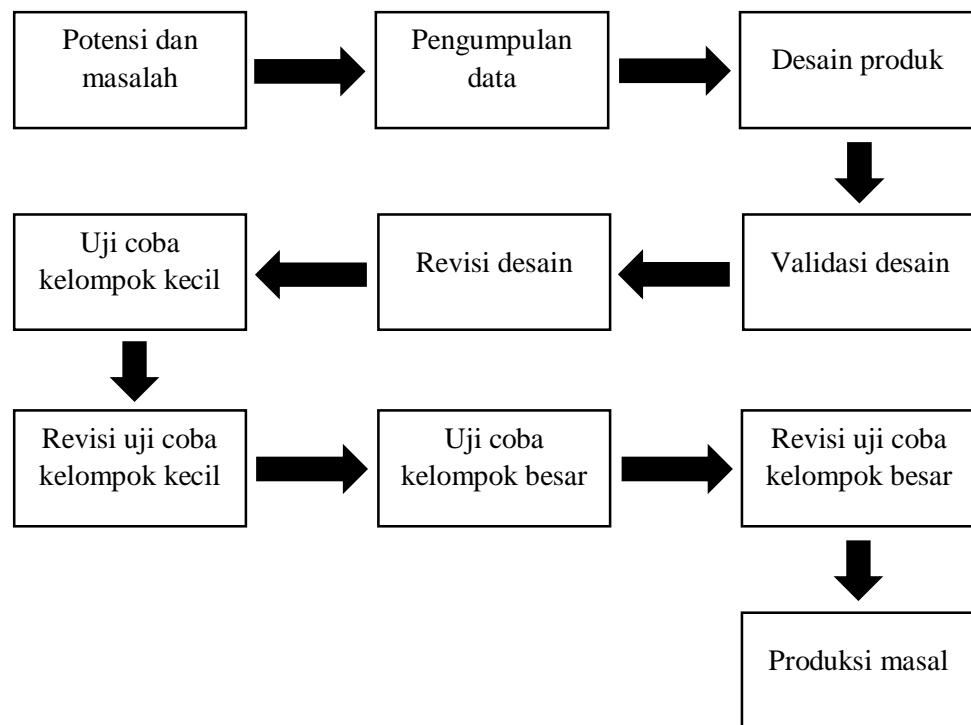 Potensi dan
masalah
Pengumpulan
data
Desain produk
Uji coba
kelompok kecil
Revisi desain
Validasi desain
Revisi uji coba
kelompok kecil
Uji coba
kelompok besar
Revisi uji coba
kelompok besar
Produksi masal